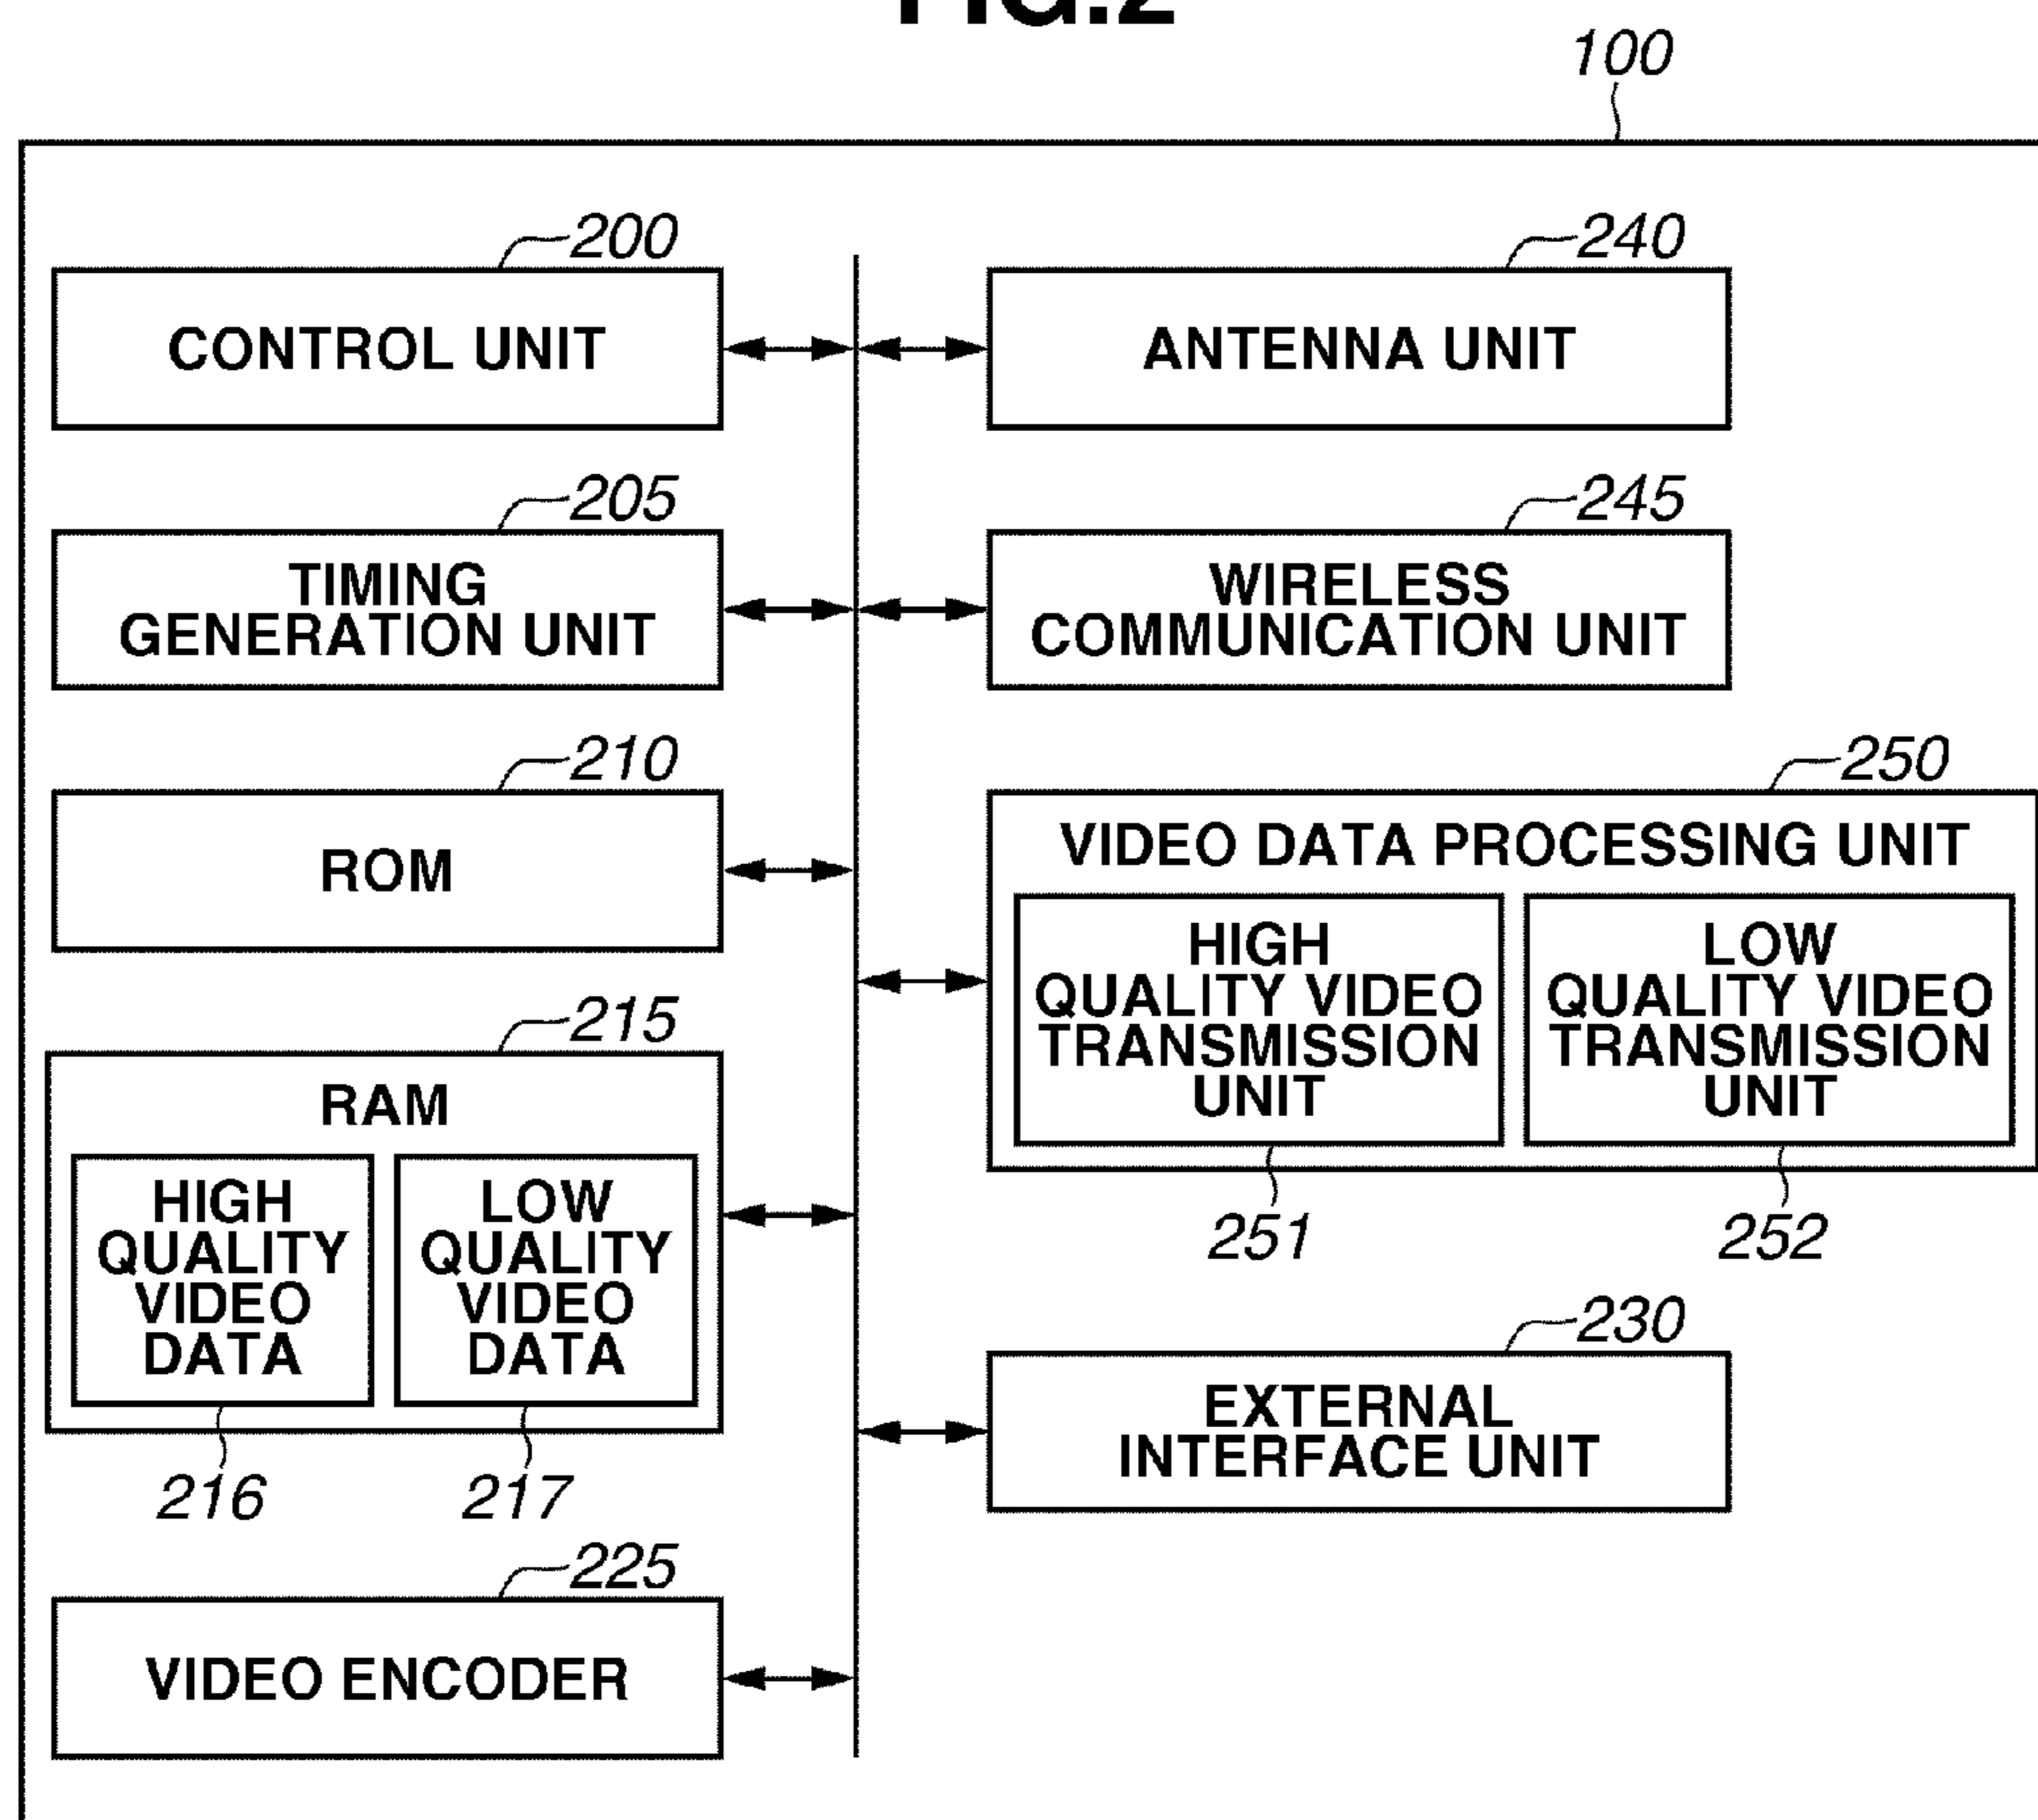 FIG.2
100
200
CONTROL UNIT
205
TIMING
GENERATION UNIT
210
ROM
215
RAM
HIGH
QUALITY
VIDEO
DATA
LOW
QUALITY
VIDEO
DATA
216
217
225
VIDEO ENCODER
240
ANTENNA UNIT
245
WIRELESS
COMMUNICATION UNIT
250
VIDEO DATA PROCESSING UNIT
HIGH
QUALITY VIDEO
TRANSMISSION
UNIT
LOW
QUALITY VIDEO
TRANSMISSION
UNIT
251
252
230
EXTERNAL
INTERFACE UNIT